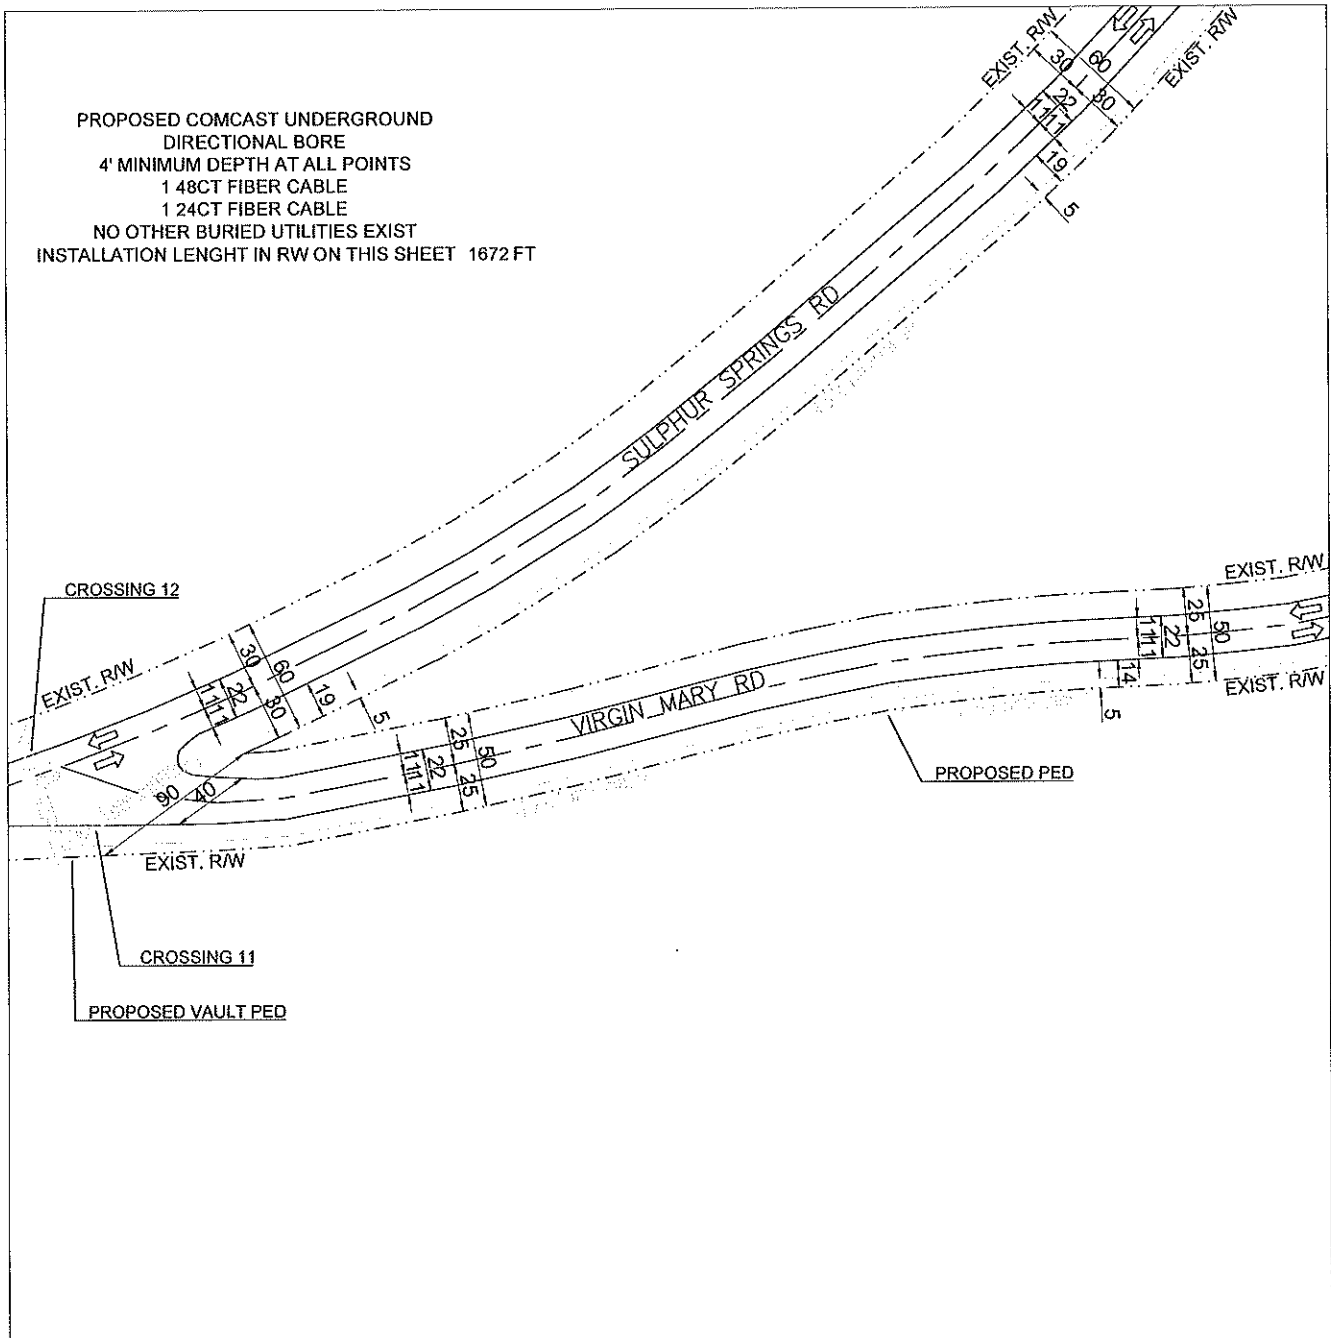 PROPOSED COMCAST UNDERGROUND
DIRECTIONAL BORE
4' MINIMUM DEPTH AT ALL POINTS
1 48CT FIBER CABLE
1 24CT FIBER CABLE
NO OTHER BURIED UTILITIES EXIST
INSTALLATION LENGHT IN RW ON THIS SHEET 1672 FT
EXIST. R/W
EXIST. R/W
30
60
22
30
11
11
19
5
SULPHUR SPRINGS RD
CROSSING 12
EXIST. R/W
30
60
22
30
11
11
19
5
EXIST. R/W
25
50
22
25
11
11
14
5
EXIST. R/W
VIRGIN MARY RD
25
50
22
25
11
11
90
40
PROPOSED PED
EXIST. R/W
CROSSING 11
PROPOSED VAULT PED